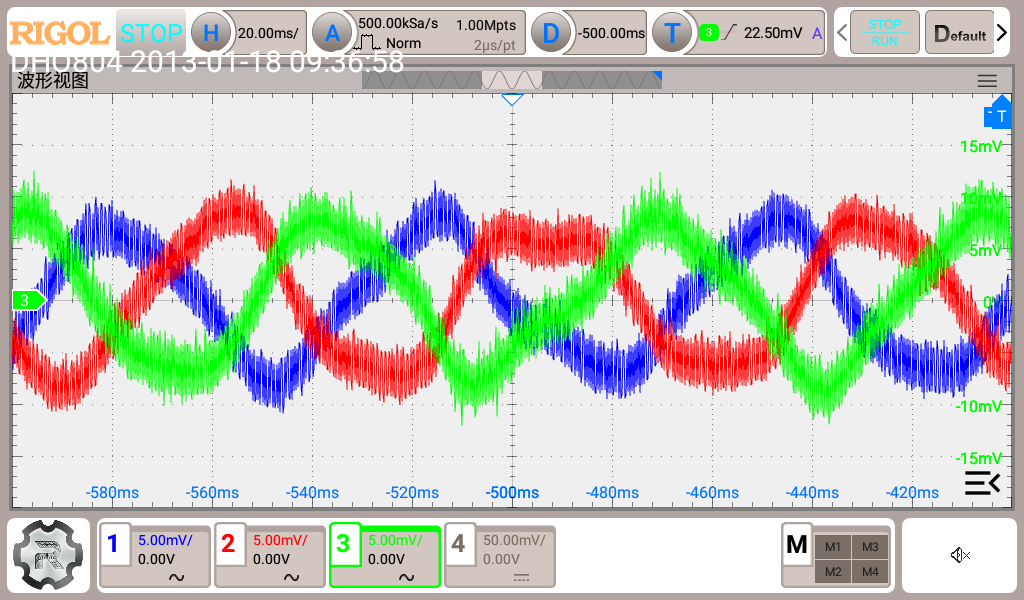 RIGOL STOP H 20.00ms/ A 500.00kSa/s 1.00Mpts D -500.00ms T 3 22.50mV A STOP Default
Norm 2µs/pt RUN
DHO804 2013-01-18 09:36:58
波形视图
T
15mV
10mV
5mV
3 0V
-10mV
-15mV
-580ms -560ms -540ms -520ms -500ms -480ms -460ms -440ms -420ms
1 5.00mV/ 2 5.00mV/ 3 5.00mV/ 4 50.00mV/ M M1 M3
0.00V 0.00V 0.00V 0.00V M2 M4